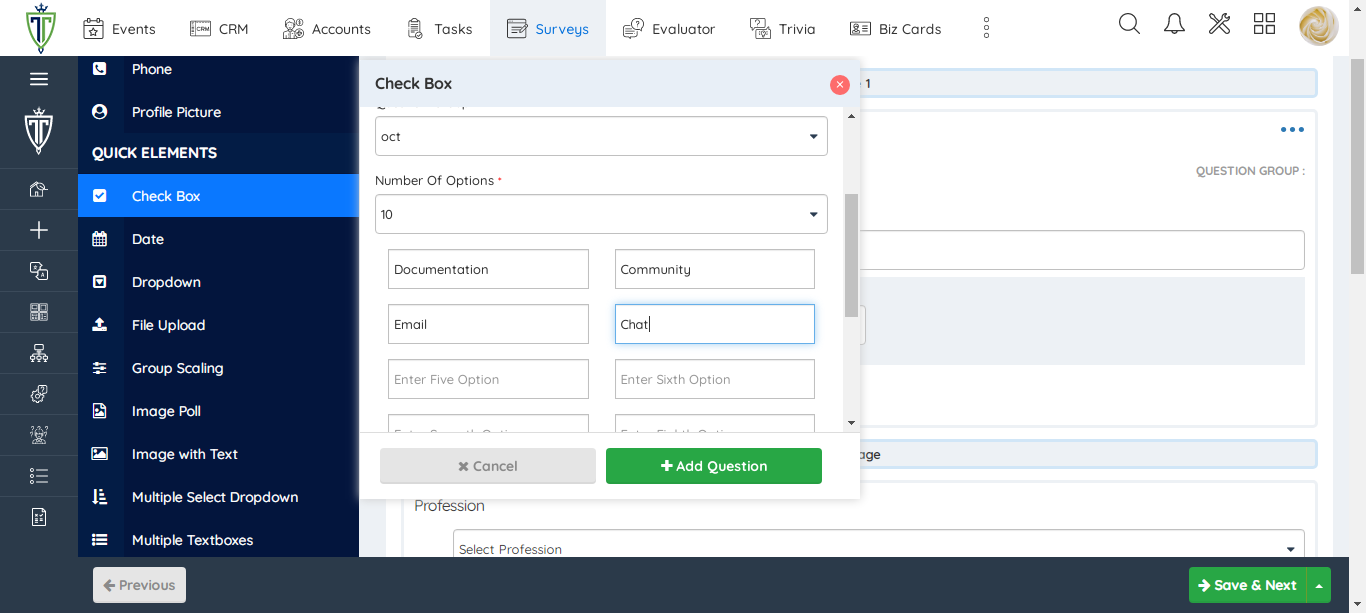 Events
CRM
Accounts
Tasks
Surveys
Evaluator
Trivia
Biz Cards
Phone
Profile Picture
QUICK ELEMENTS
Check Box
Date
Dropdown
File Upload
Group Scaling
Image Poll
Image with Text
Multiple Select Dropdown
Multiple Textboxes
Check Box
oct
Number Of Options *
10
Documentation
Community
Email
Chat
Enter Five Option
Enter Sixth Option
Cancel
Add Question
1
QUESTION GROUP :
Profession
Select Profession
Previous
Save & Next